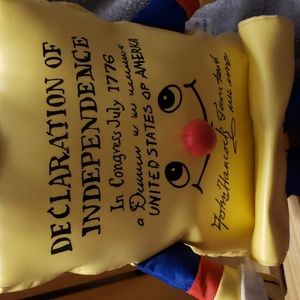 DECLARATION OF
INDEPENDENCE
In Congress July 1776
a
UNITED STATES OF AMERICA
John Hancock